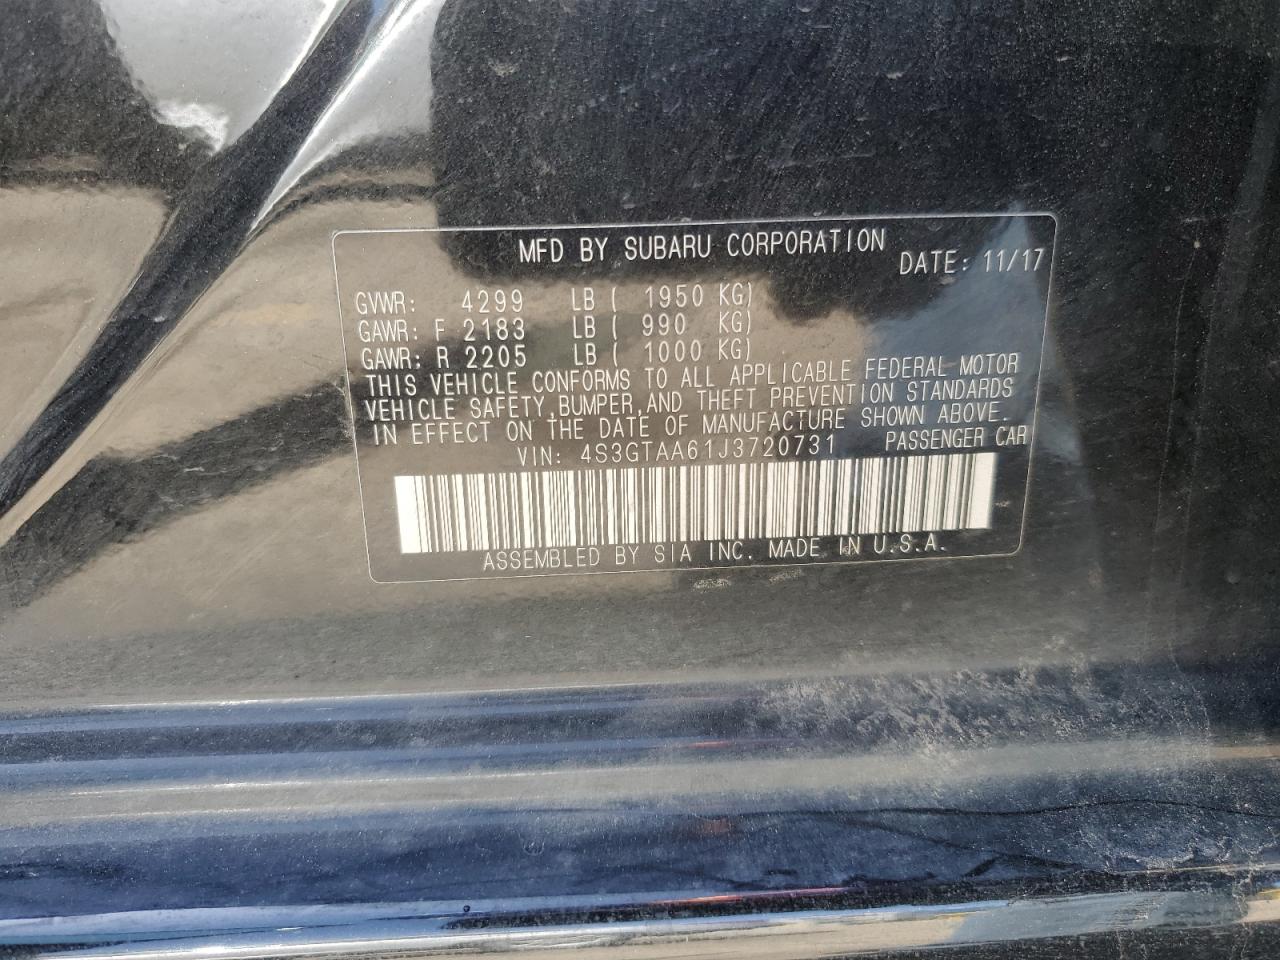 MFD BY SUBARU CORPORATION
DATE: 11/17
GVWR: 4299 LB ( 1950 KG)
GAWR: F 2183 LB ( 990 KG)
GAWR: R 2205 LB ( 1000 KG)
THIS VEHICLE CONFORMS TO ALL APPLICABLE FEDERAL MOTOR
VEHICLE SAFETY,BUMPER,AND THEFT PREVENTION STANDARDS
IN EFFECT ON THE DATE OF MANUFACTURE SHOWN ABOVE.
VIN: 4S3GTAA61J3720731 PASSENGER CAR
ASSEMBLED BY SIA INC. MADE IN U.S.A.